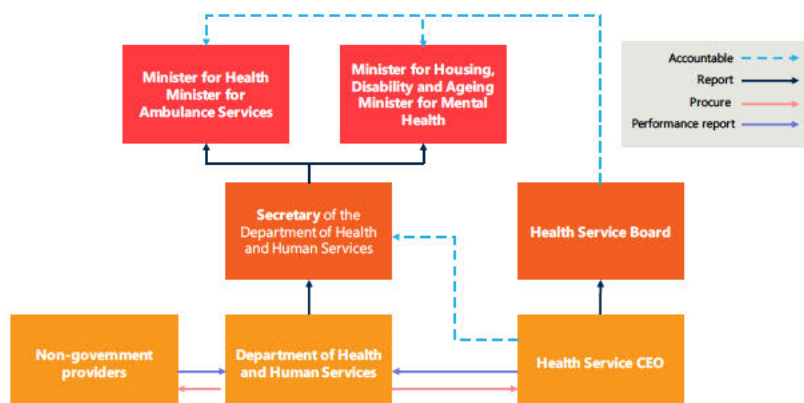 Minister for Health
Minister for
Ambulance Services
Minister for Housing,
Disability and Ageing
Minister for Mental
Health
Accountable
Report
Procure
Performance report
Secretary of the
Department of Health
and Human Services
Health Service Board
Non-government
providers
Department of Health
and Human Services
Health Service CEO